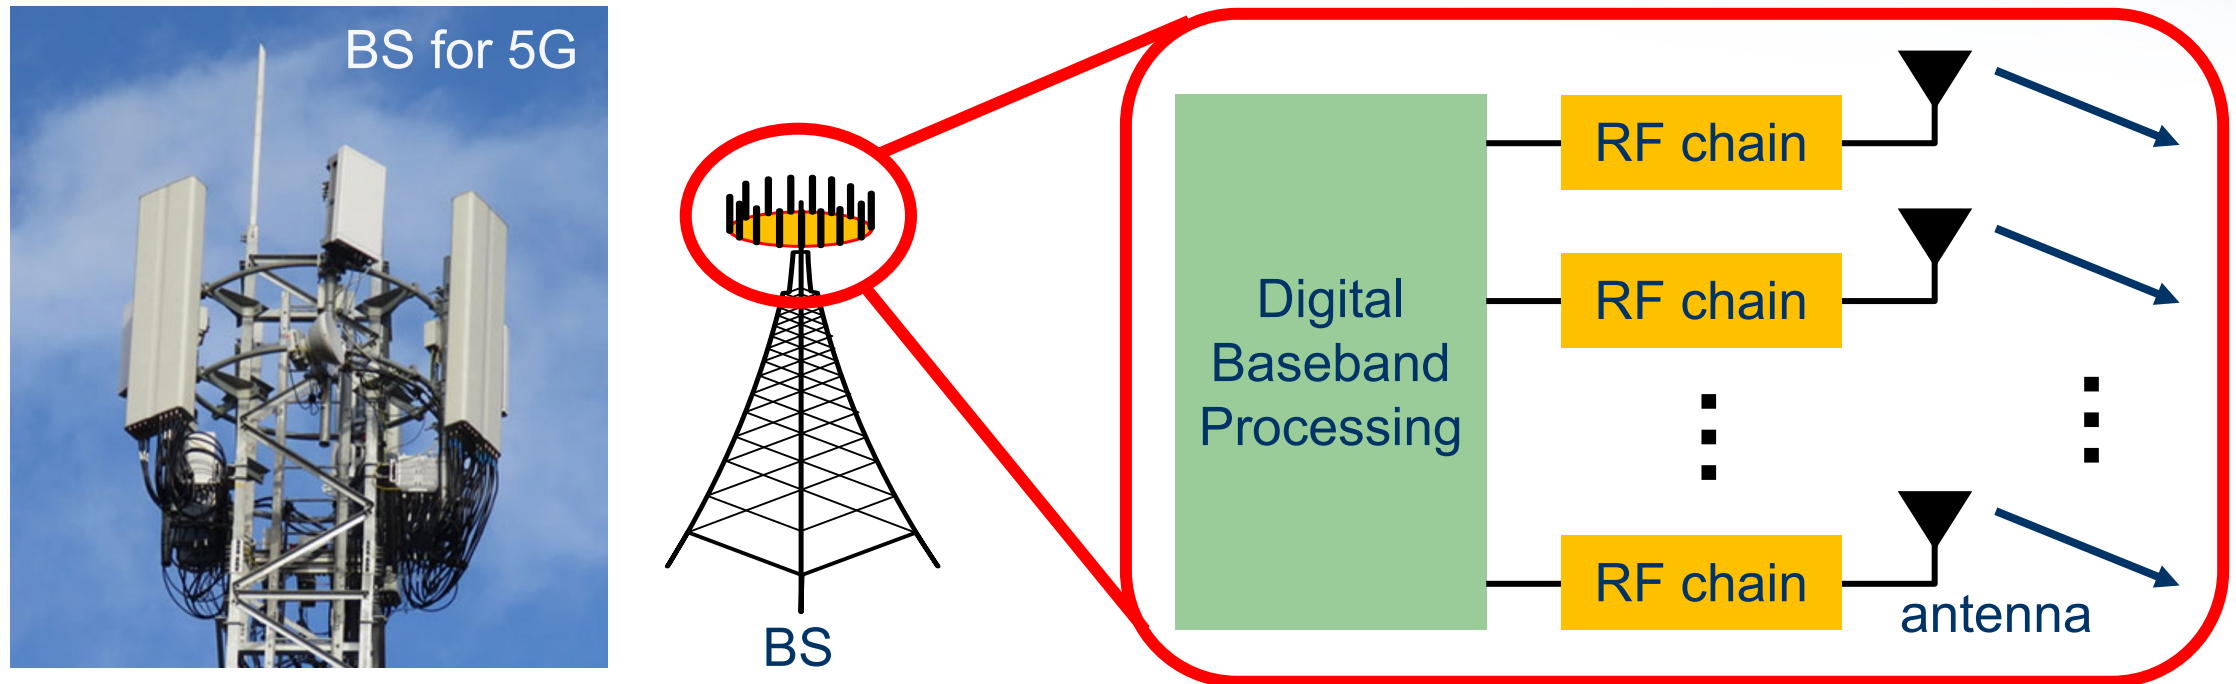 BS for 5G
BS
Digital
Baseband
Processing
RF chain
RF chain
RF chain
antenna